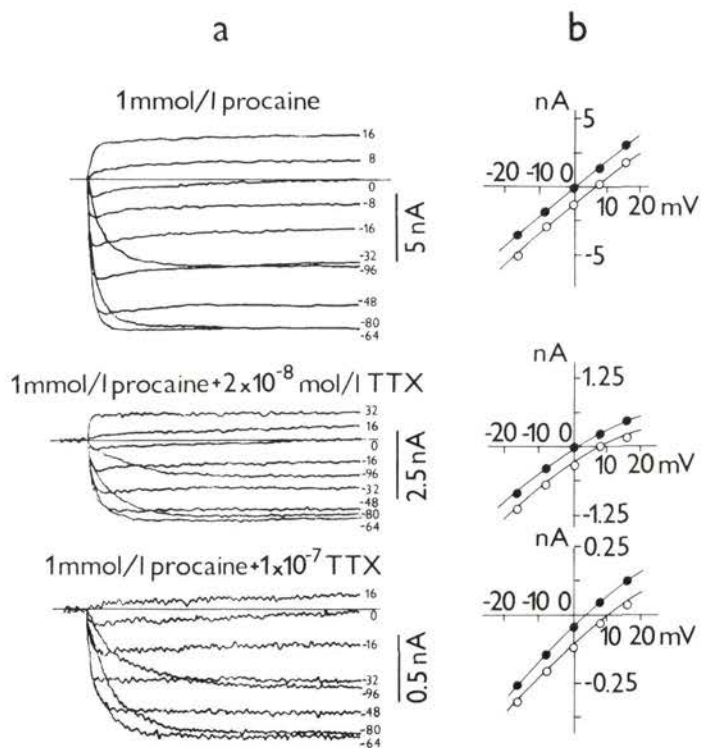 a
b
1mmol/l procaine
16
8
0
-8
-16
-32
-96
-48
-80
-64
5 nA
nA
5
-20 -10 0
10 20 mV
-5
1mmol/l procaine+2x10-8 mol/l TTX
32
16
0
-16
-96
-32
-48
-80
-64
2.5 nA
nA
1.25
-20 -10 0
10 20 mV
-1.25
1mmol/l procaine+1x10-7 TTX
16
0
-16
-32
-96
-48
-80
-64
0.5 nA
nA
0.25
-20 -10 0
10 20 mV
-0.25